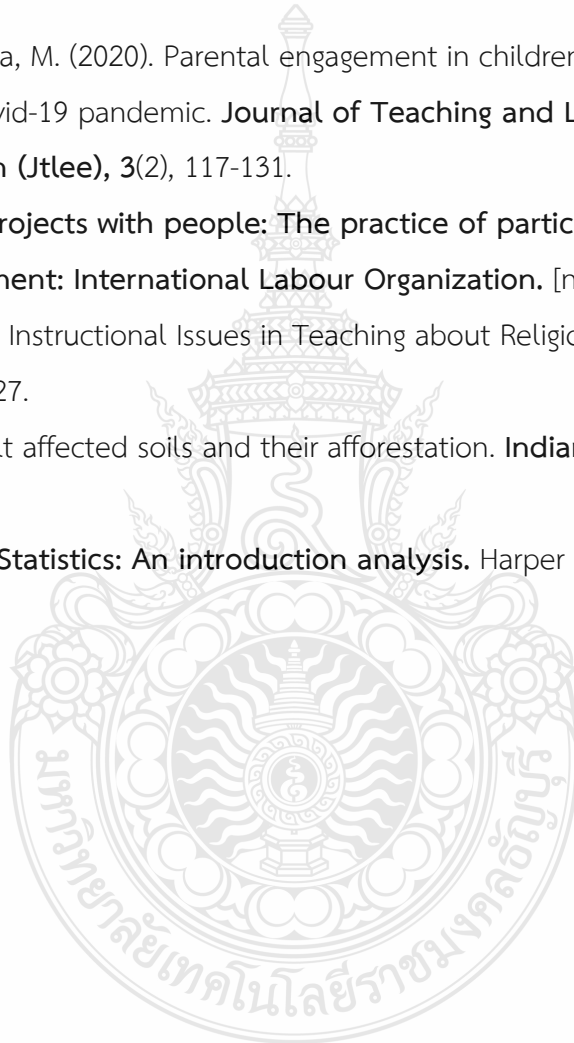 a, M. (2020). Parental engagement in children
vid-19 pandemic. Journal of Teaching and L
n (Jtlee), 3(2), 117-131.
rojects with people: The practice of partic
nent: International Labour Organization. [n
Instructional Issues in Teaching about Religio
27.
lt affected soils and their afforestation. Indian
Statistics: An introduction analysis. Harper
มหาวิทยาลัยเทคโนโลยีราชมงคลธัญบุรี